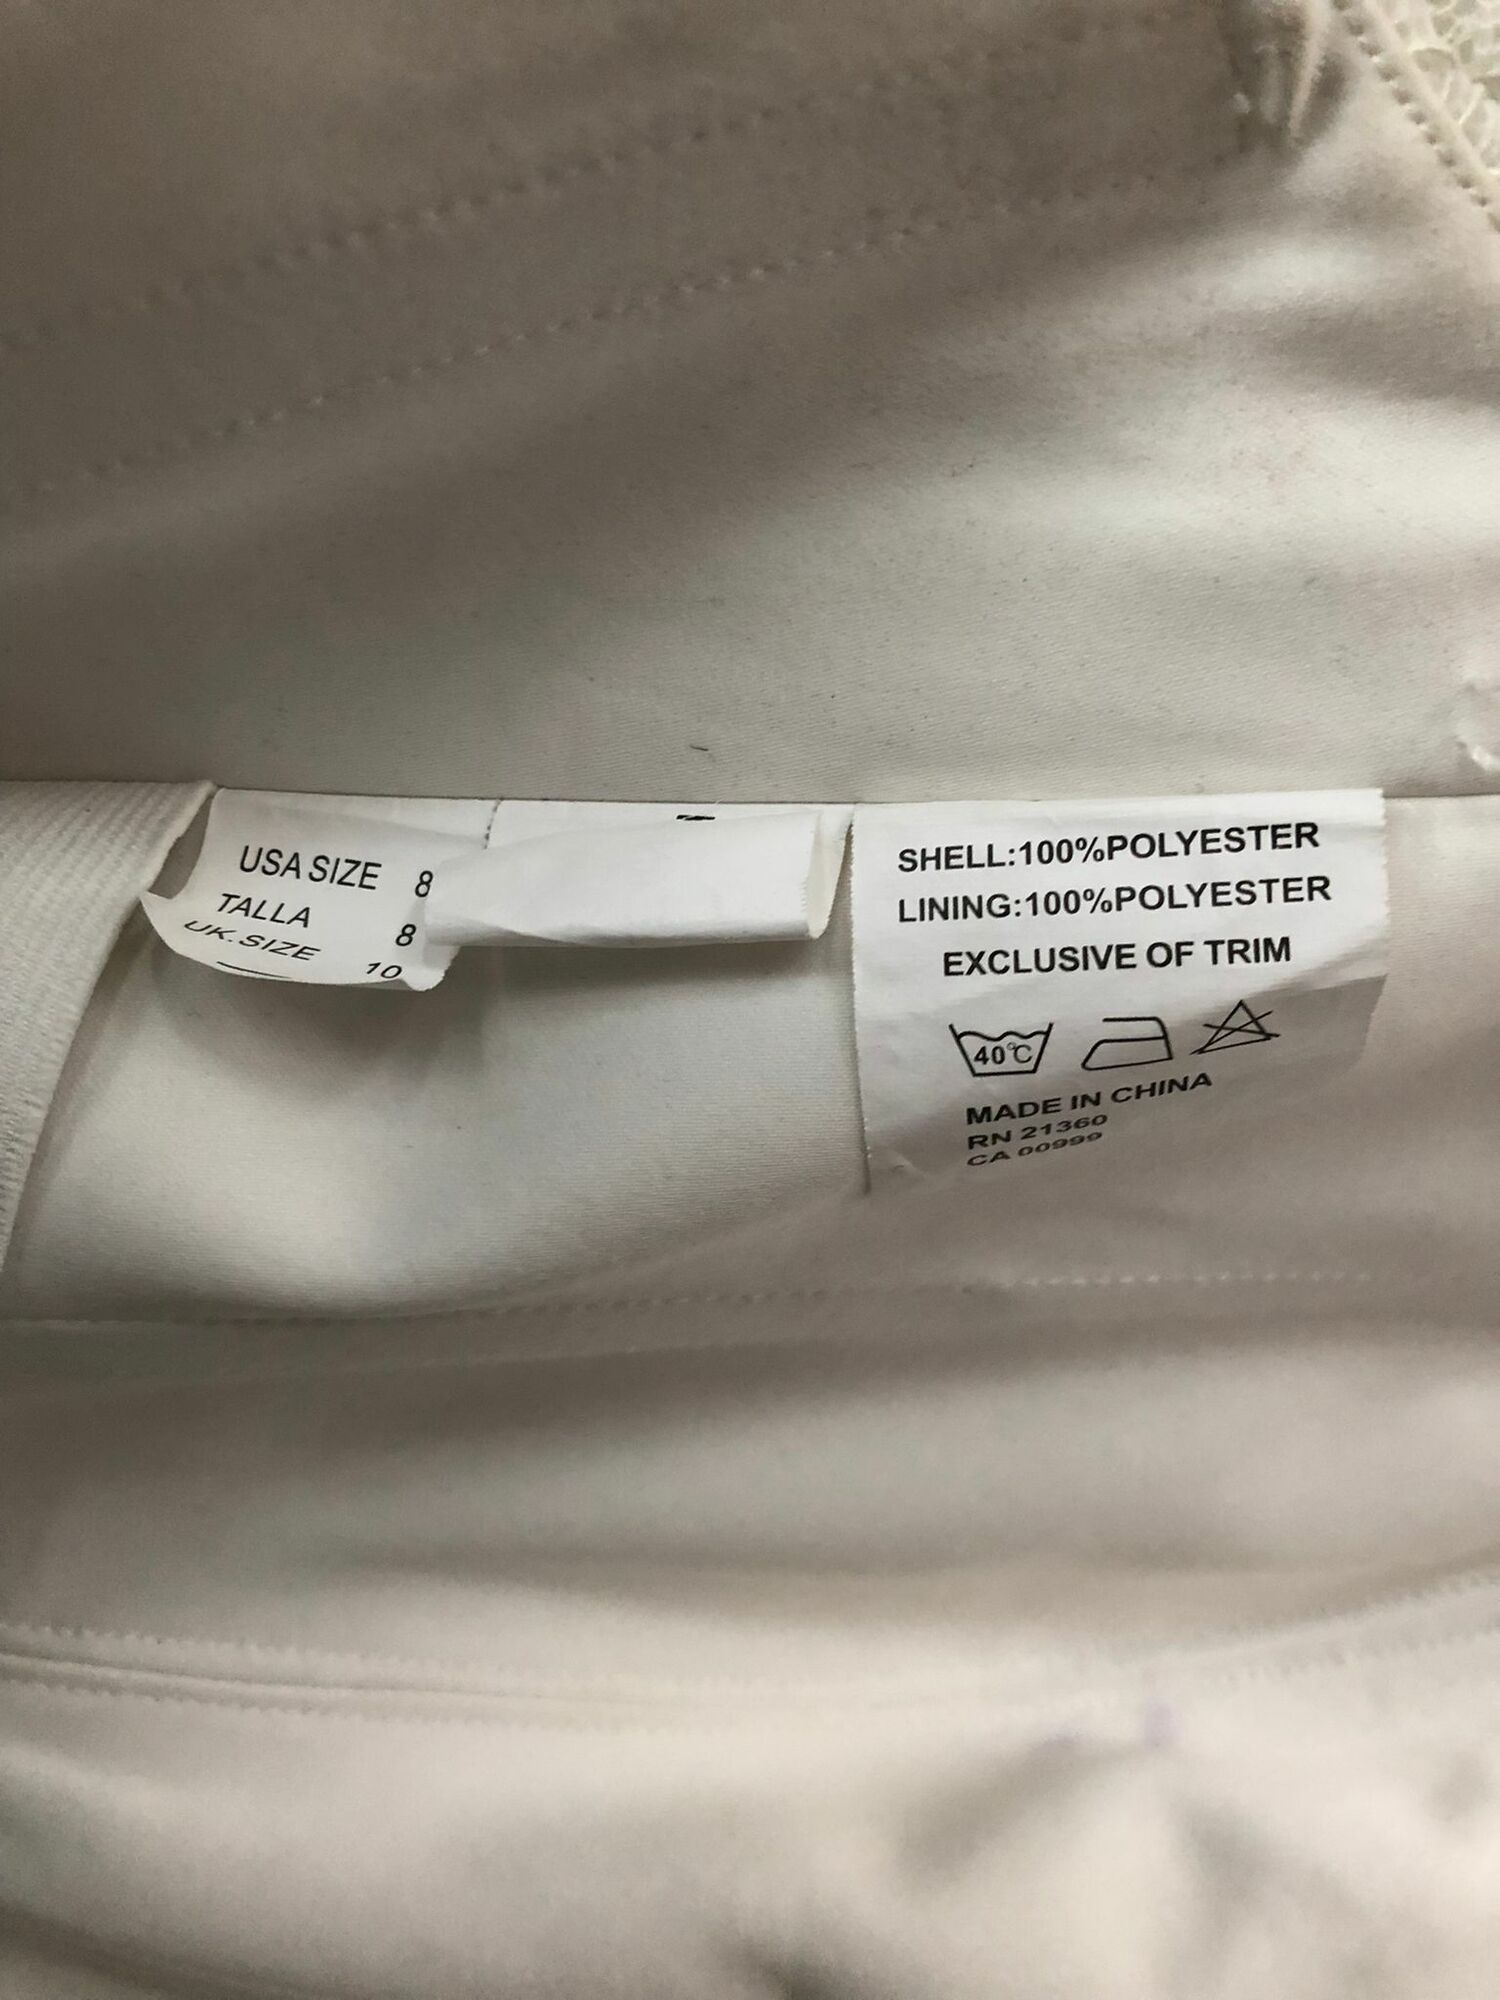 USA SIZE 8
TALLA 8
UK. SIZE 10
SHELL:100%POLYESTER
LINING:100%POLYESTER
EXCLUSIVE OF TRIM
40°C
MADE IN CHINA
RN 21360
CA 00999